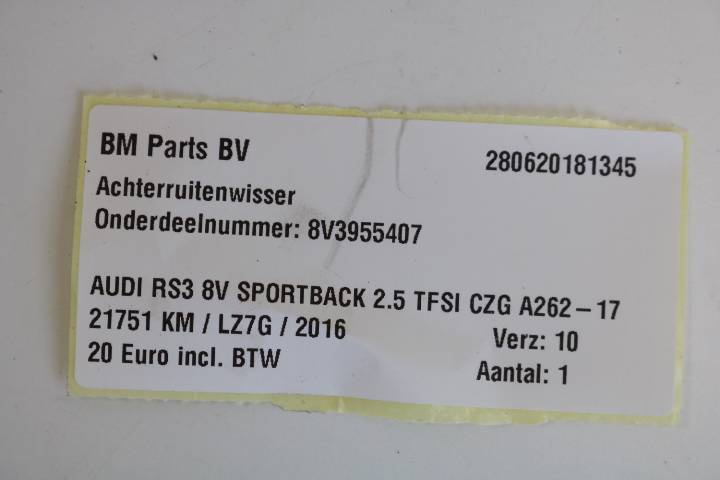 BM Parts BV
280620181345
Achterruitenwisser
Onderdeelnummer: 8V3955407
AUDI RS3 8V SPORTBACK 2.5 TFSI CZG A262-17
21751 KM / LZ7G / 2016
Verz: 10
20 Euro incl. BTW
Aantal: 1